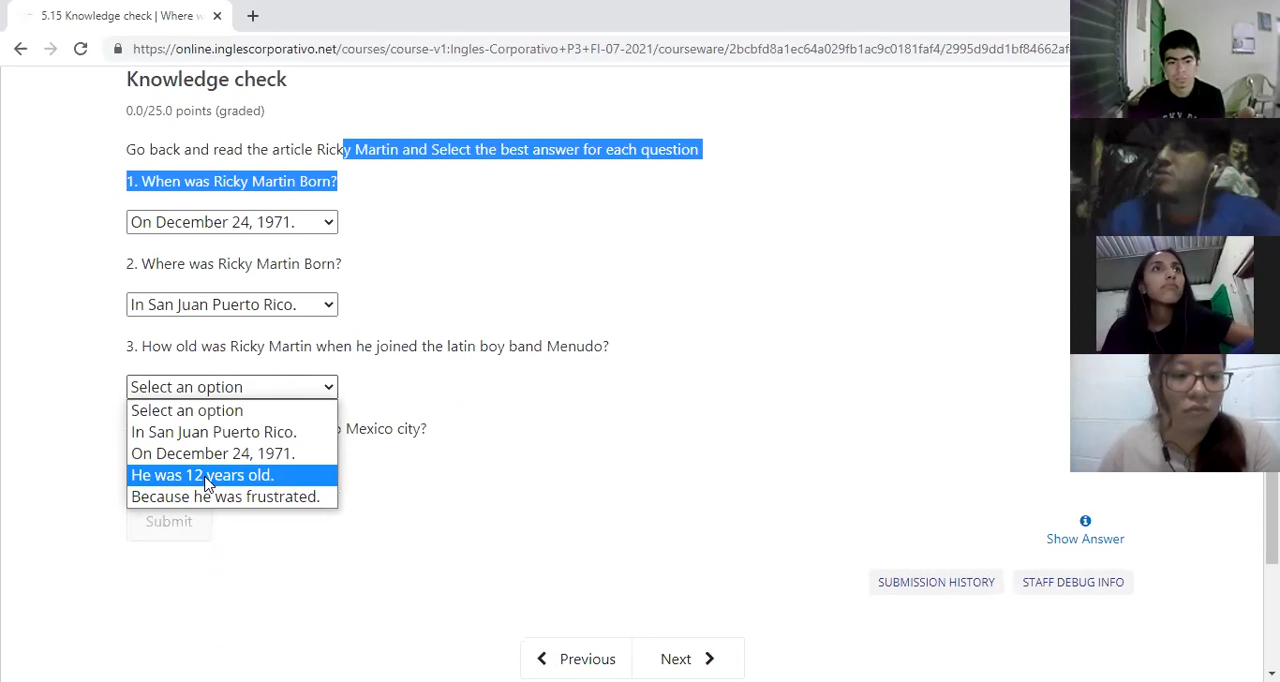 5.15 Knowledge check | Where w
https://online.inglescorporativo.net/courses/course-v1:Ingles-Corporativo+P3+FI-07-2021/courseware/2bcbfd8a1ec64a029fb1ac9c0181faf4/2995d9dd1bf84662af
Knowledge check
0.0/25.0 points (graded)
Go back and read the article Ricky Martin and Select the best answer for each question
1. When was Ricky Martin Born?
On December 24, 1971.
2. Where was Ricky Martin Born?
In San Juan Puerto Rico.
3. How old was Ricky Martin when he joined the latin boy band Menudo?
Select an option
Select an option
In San Juan Puerto Rico.
o Mexico city?
On December 24, 1971.
He was 12 years old.
Because he was frustrated.
Submit
Show Answer
SUBMISSION HISTORY
STAFF DEBUG INFO
Previous
Next